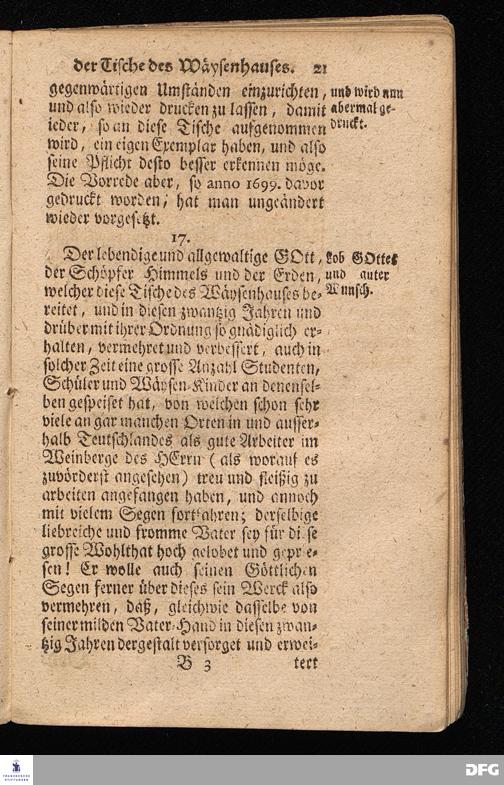 der Tische des Wäysenhauses. 21
gegenwärtigen Umständen einzurichten,
und also wieder drucken zu lassen, damit
ieder, so an diese Tische aufgenommen
wird, ein eigen Exemplar haben, und also
seine Pflicht desto besser erkennen möge.
Die Vorrede aber, so anno 1699. davor
gedruckt worden, hat man ungeändert
wieder vorgesetzt.
und wird nun
abermal ge-
druckt.
17.
Der lebendige und allgewaltige GOtt,
der Schöpfer Himmels und der Erden,
welcher diese Tische des Wäysenhauses be-
reitet, und in diesen zwantzig Jahren und
drüber mit ihrer Ordnung so gnädiglich er-
halten, vermehret und verbessert, auch in
solcher Zeit eine grosse Anzahl Studenten,
Schüler und Wäysen-Kinder an denensel-
ben gespeiset hat, von welchen schon sehr
viele an gar manchen Orten in und ausser-
halb Teutschlandes als gute Arbeiter im
Weinberge des HErrn (als worauf es
zuvörderst angesehen) treu und fleißig zu
arbeiten angefangen haben, und annoch
mit vielem Segen fortfahren; derselbige
liebreiche und fromme Vater sey für diese
grosse Wohlthat hoch gelobet und geprie-
sen! Er wolle auch seinen Göttlichen
Segen ferner über dieses sein Werck also
vermehren, daß, gleichwie dasselbe von
seiner milden Vater-Hand in diesen zwan-
tzig Jahren dergestalt versorget und erwei-
Lob GOttes
und guter
Wunsch.
B 3 tert
FRANCKESCHE
STIFTUNGEN
DFG